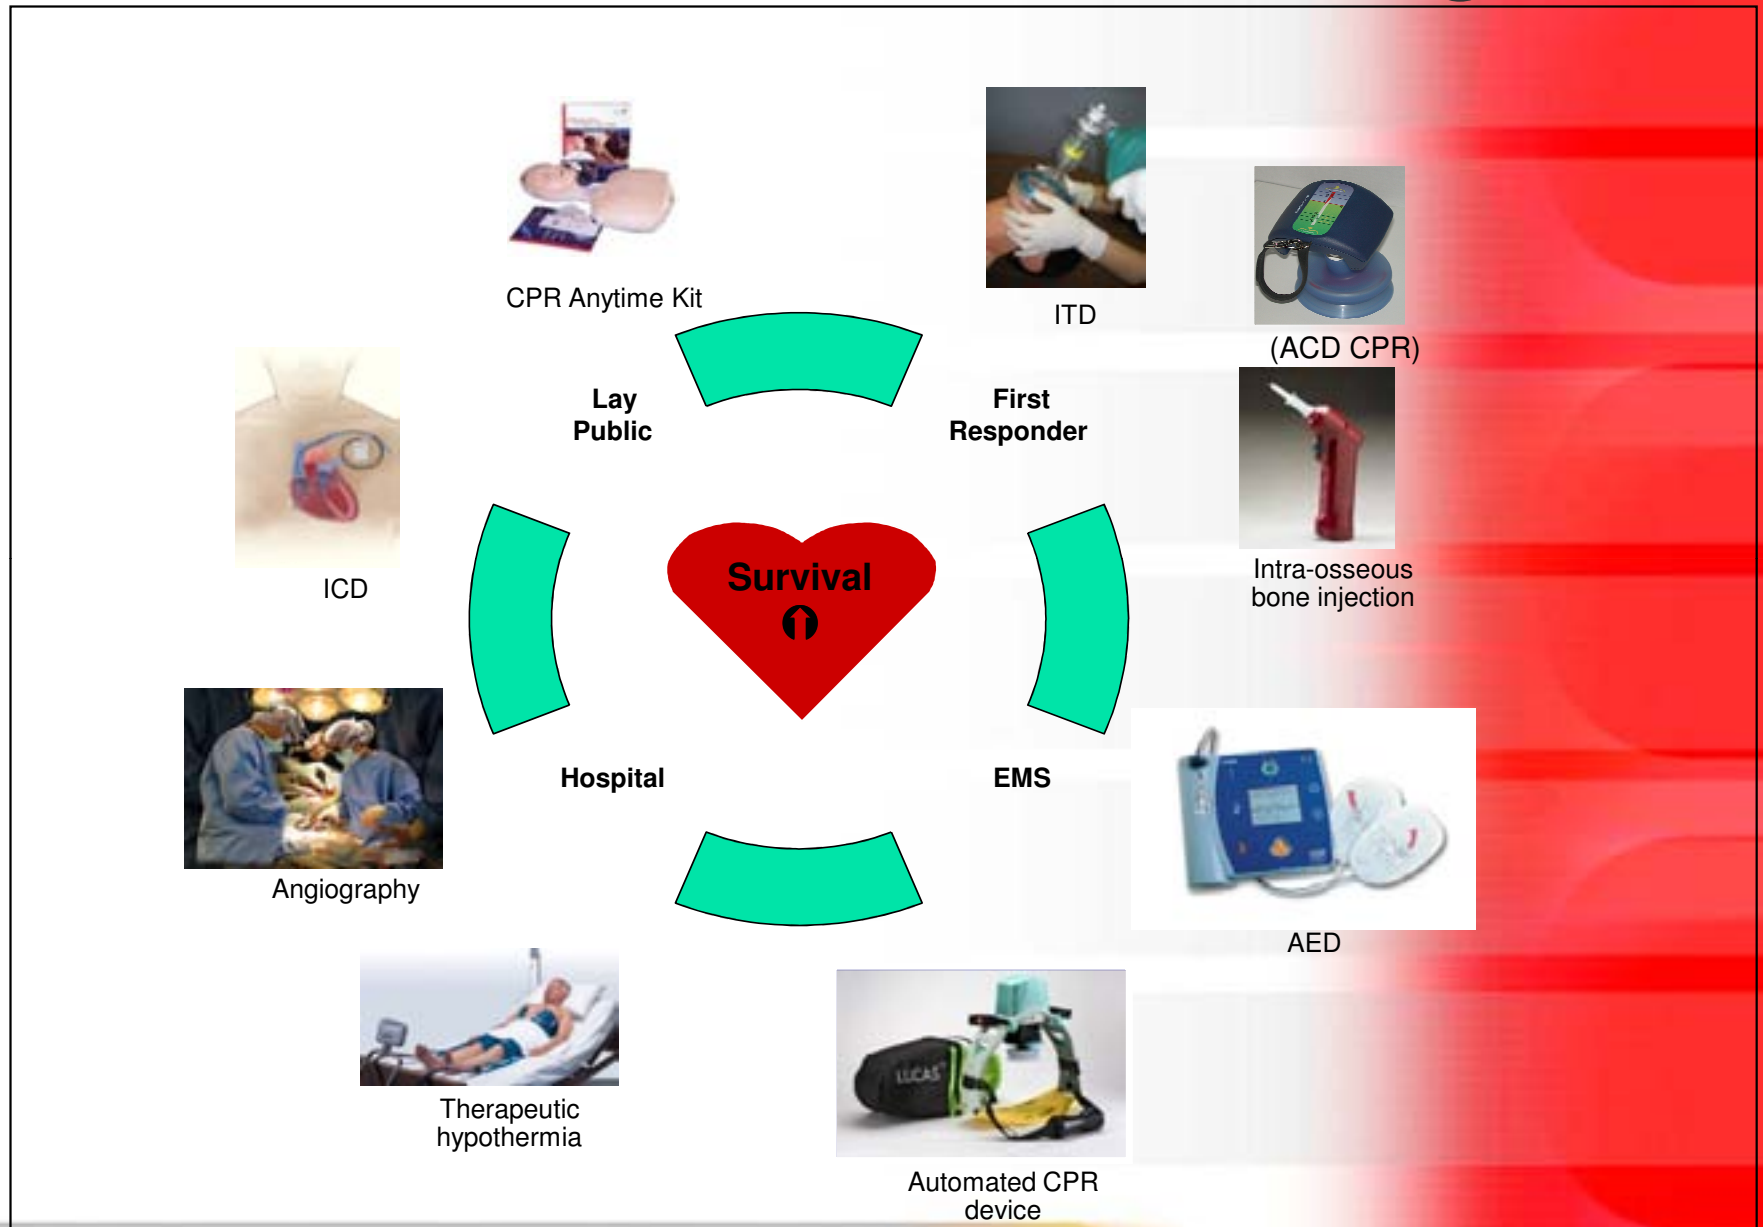 CPR Anytime Kit
ITD
(ACD CPR)
Lay
Public
First
Responder
ICD
Survival
Intra-osseous
bone injection
Hospital
EMS
Angiography
AED
LUCAS
Therapeutic
hypothermia
Automated CPR
device